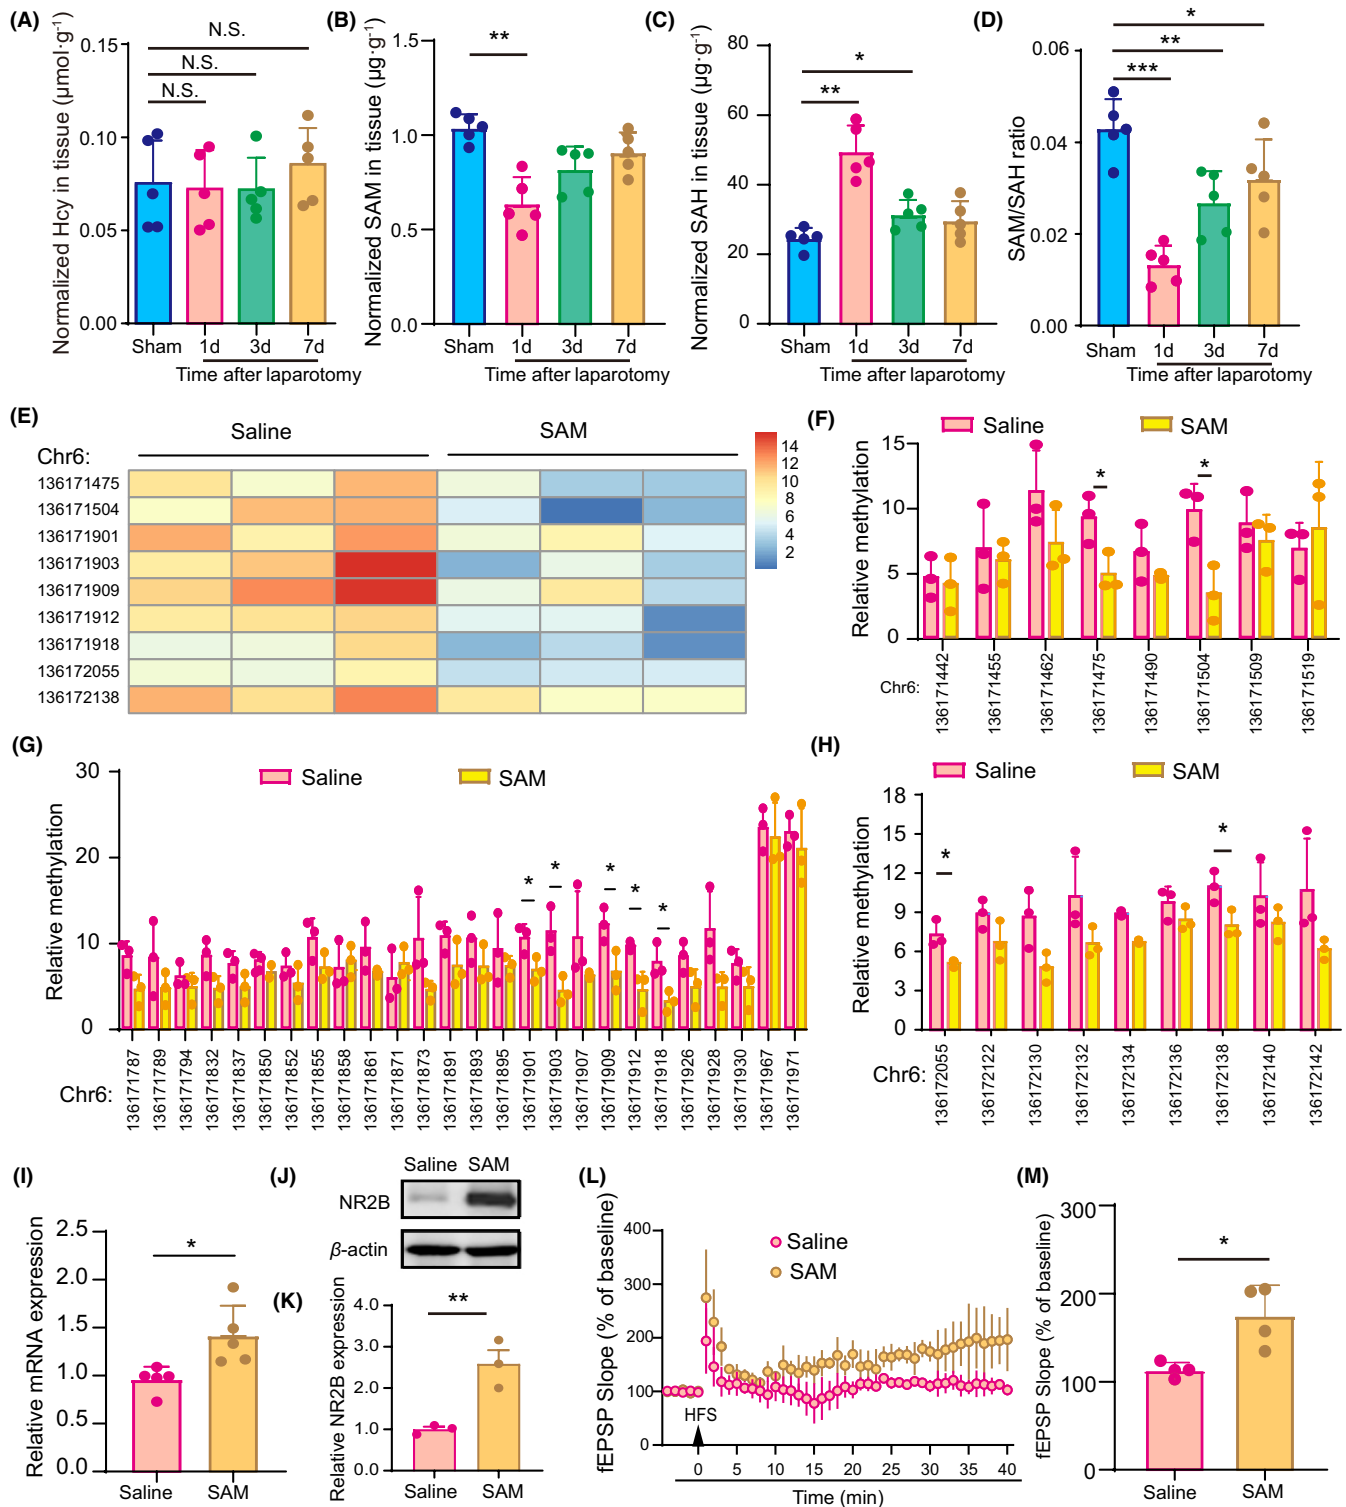 (A)
Normalized Hcy in tissue (μmol·g⁻¹)
0.15
0.10
0.05
0.00
N.S.
N.S.
N.S.
Sham 1d 3d 7d
Time after laparotomy
(B)
Normalized SAM in tissue (μg·g⁻¹)
1.5
1.0
0.5
0.0
**
Sham 1d 3d 7d
Time after laparotomy
(C)
Normalized SAH in tissue (μg·g⁻¹)
80
60
40
20
0
*
**
Sham 1d 3d 7d
Time after laparotomy
(D)
SAM/SAH ratio
0.06
0.04
0.02
0.00
*
**
***
Sham 1d 3d 7d
Time after laparotomy
(E)
Saline SAM
Chr6:
136171475
136171504
136171901
136171903
136171909
136171912
136171918
136172055
136172138
14
12
10
8
6
4
2
(F)
Saline SAM
Relative methylation
15
10
5
0
* *
Chr6: 136171442 136171455 136171462 136171475 136171490 136171504 136171509 136171519
(G)
Saline SAM
Relative methylation
30
20
10
0
* * * * *
Chr6: 136171787 136171789 136171794 136171832 136171837 136171850 136171852 136171855 136171858 136171861 136171871 136171873 136171891 136171893 136171895 136171901 136171903 136171907 136171909 136171912 136171918 136171926 136171928 136171930 136171967 136171971
(H)
Saline SAM
Relative methylation
18
15
12
9
6
3
0
* *
Chr6: 136172055 136172122 136172130 136172132 136172134 136172136 136172138 136172140 136172142
(I)
Relative mRNA expression
2.5
2.0
1.5
1.0
0.5
0.0
*
Saline SAM
(J)
Saline SAM
NR2B
β-actin
(K)
Relative NR2B expression
4.0
3.0
2.0
1.0
0.0
**
Saline SAM
(L)
fEPSP Slope (% of baseline)
400
300
200
100
0
Saline
SAM
HFS
0 5 10 15 20 25 30 35 40
Time (min)
(M)
fEPSP Slope (% of baseline)
300
200
100
0
*
Saline SAM